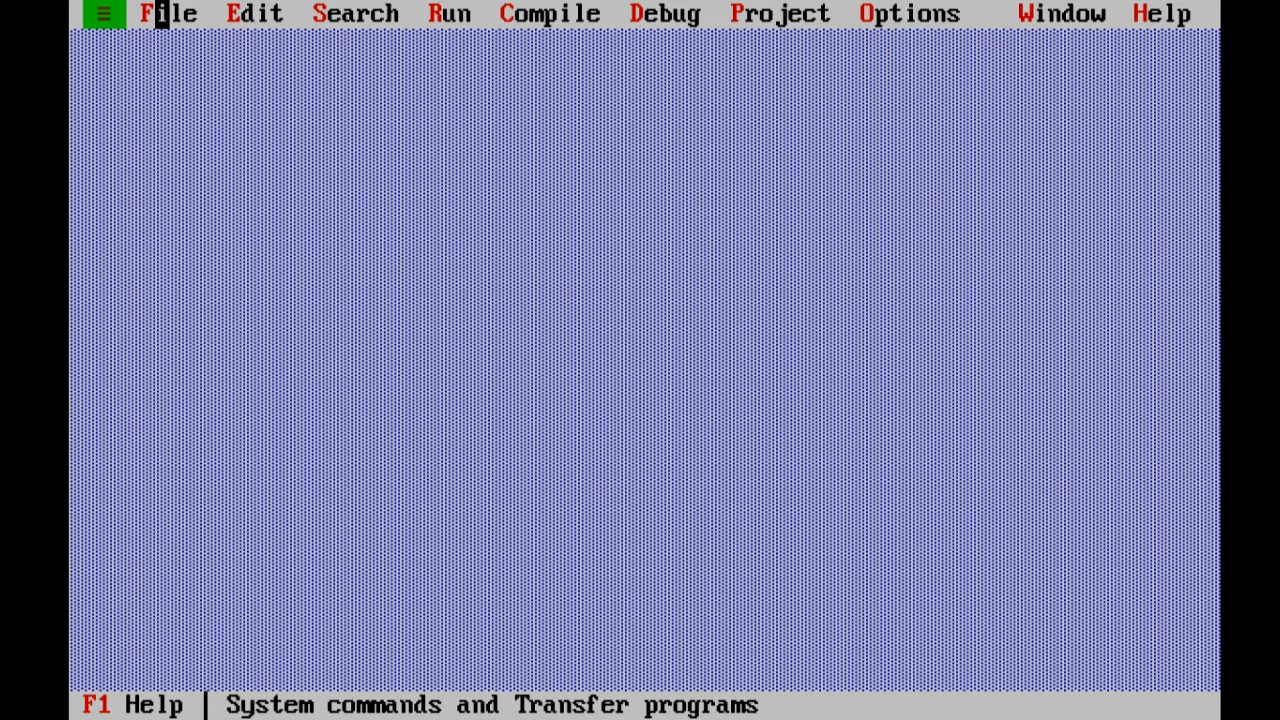 ≡ File Edit Search Run Compile Debug Project Options Window Help
F1 Help | System commands and Transfer programs